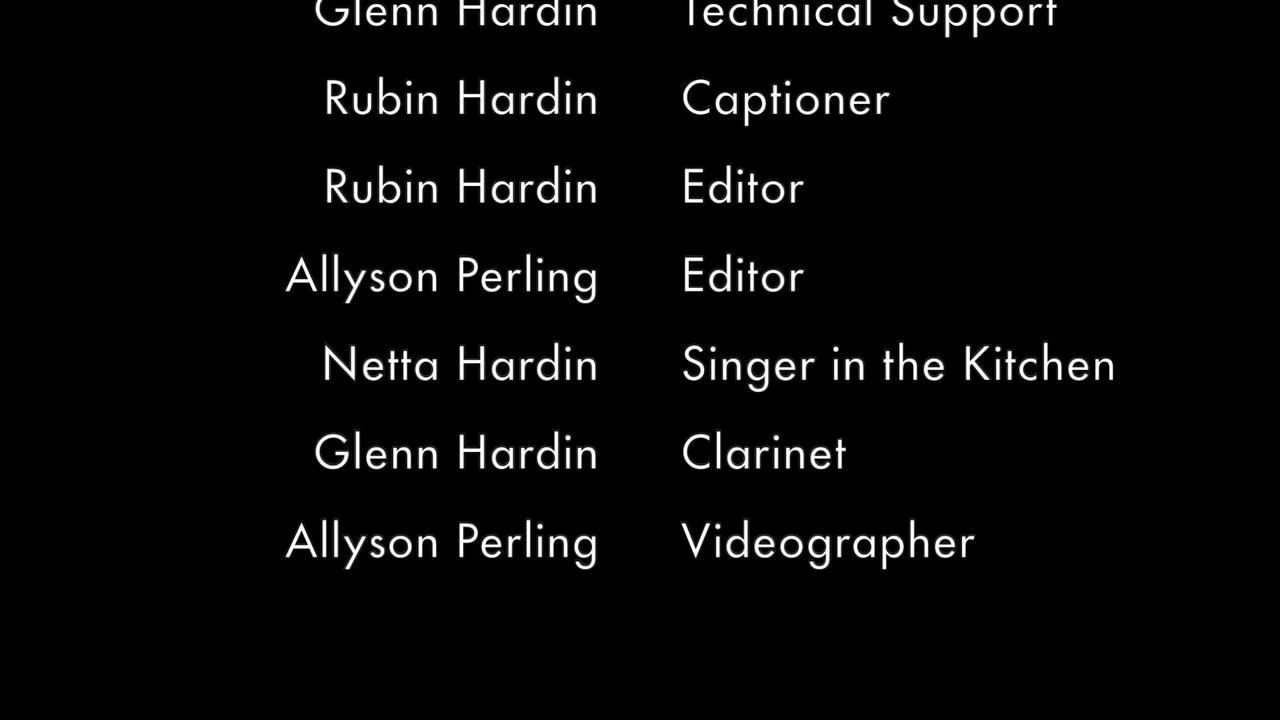 Glenn Hardin Technical Support
Rubin Hardin Captioner
Rubin Hardin Editor
Allyson Perling Editor
Netta Hardin Singer in the Kitchen
Glenn Hardin Clarinet
Allyson Perling Videographer